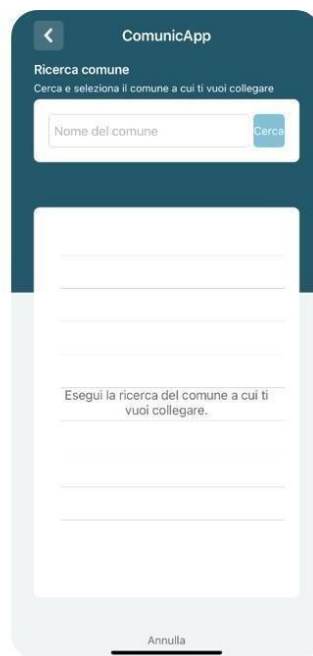 ComunicApp
Ricerca comune
Cerca e seleziona il comune a cui ti vuoi collegare
Nome del comune
Cerca
Esegui la ricerca del comune a cui ti
vuoi collegare.
Annulla